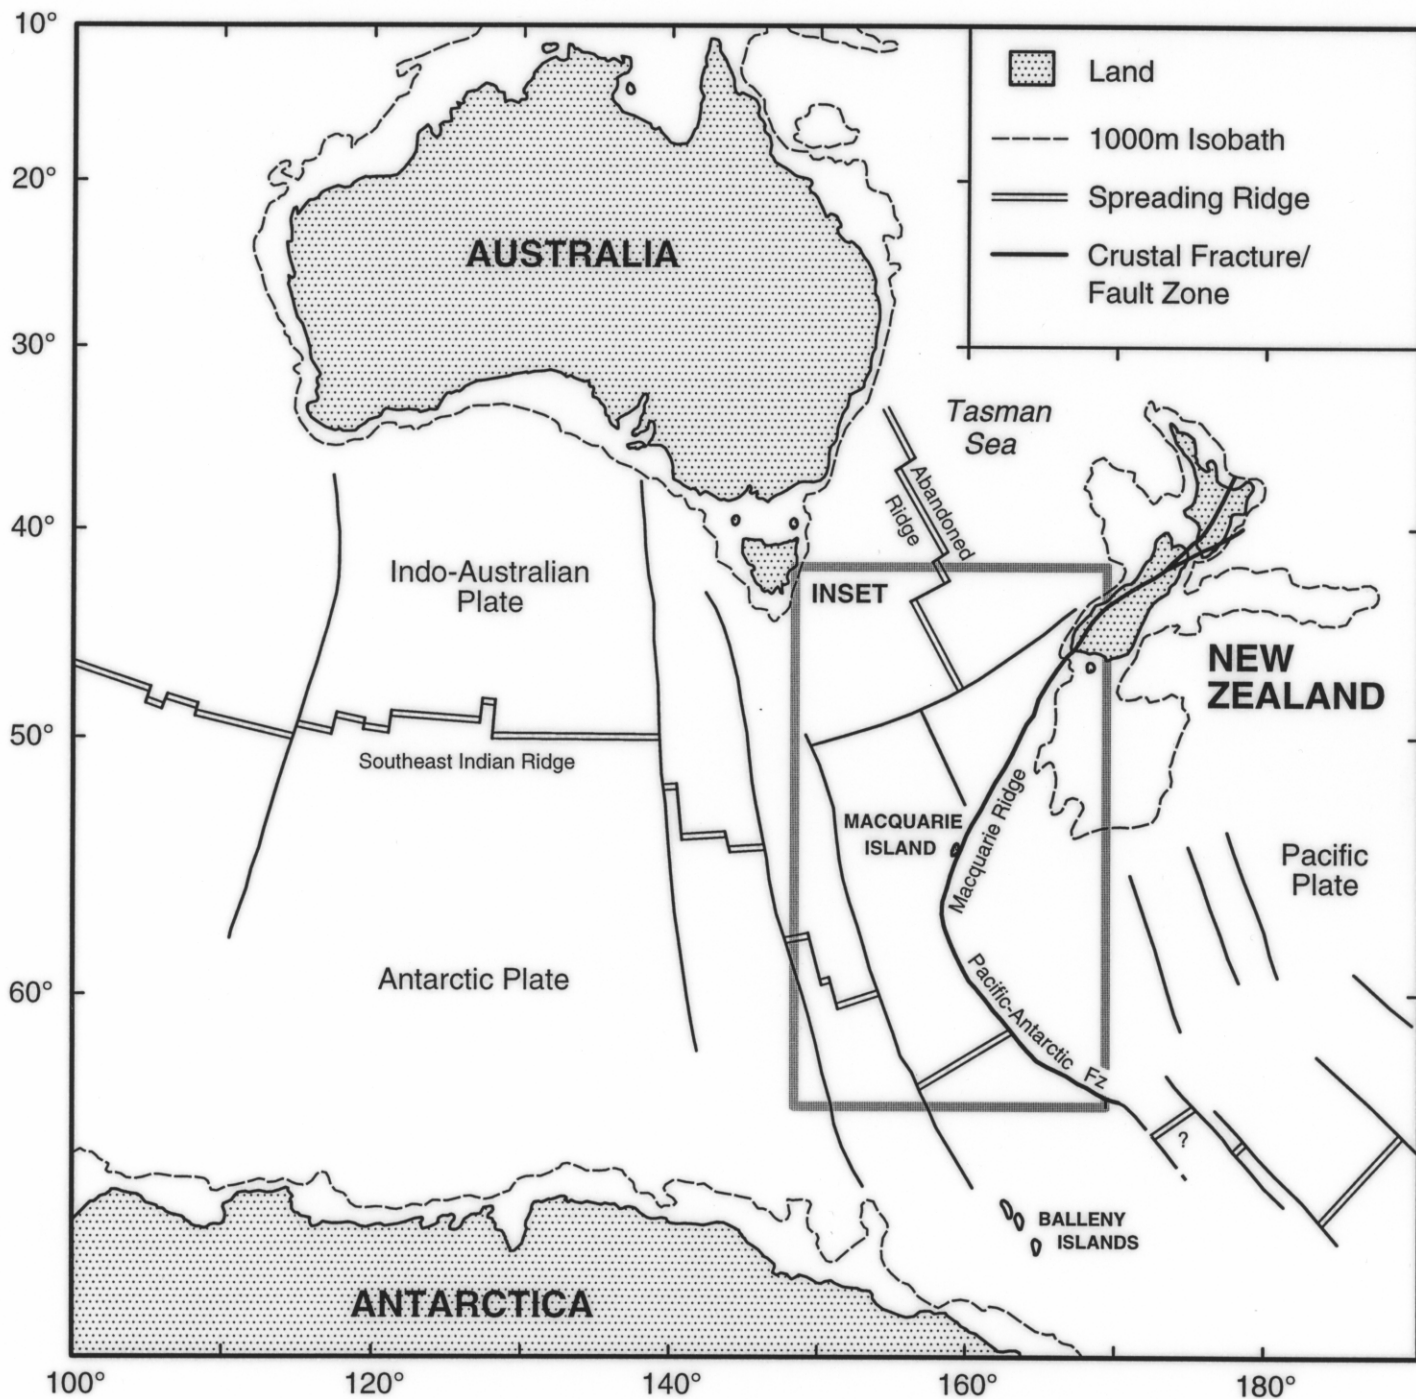 10°
20°
30°
40°
50°
60°
Land
1000m Isobath
Spreading Ridge
Crustal Fracture/
Fault Zone
AUSTRALIA
Tasman
Sea
Abandoned
Ridge
Indo-Australian
Plate
INSET
NEW
ZEALAND
Southeast Indian Ridge
MACQUARIE
ISLAND
Macquarie Ridge
Pacific
Plate
Antarctic Plate
Pacific-Antarctic Fz
?
BALLENY
ISLANDS
ANTARCTICA
100°
120°
140°
160°
180°